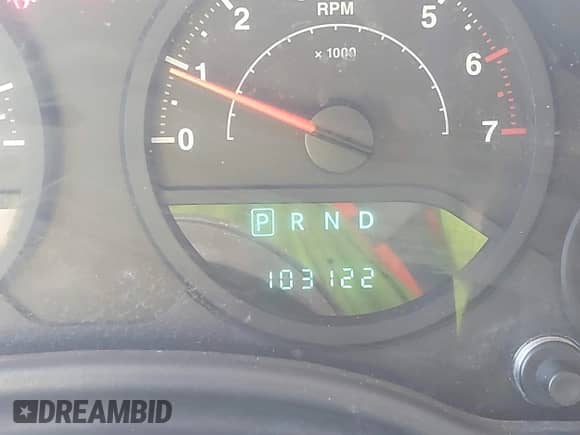 2 RPM 5
x 1000
1 6
0 7
P R N D
103122
DREAMBID